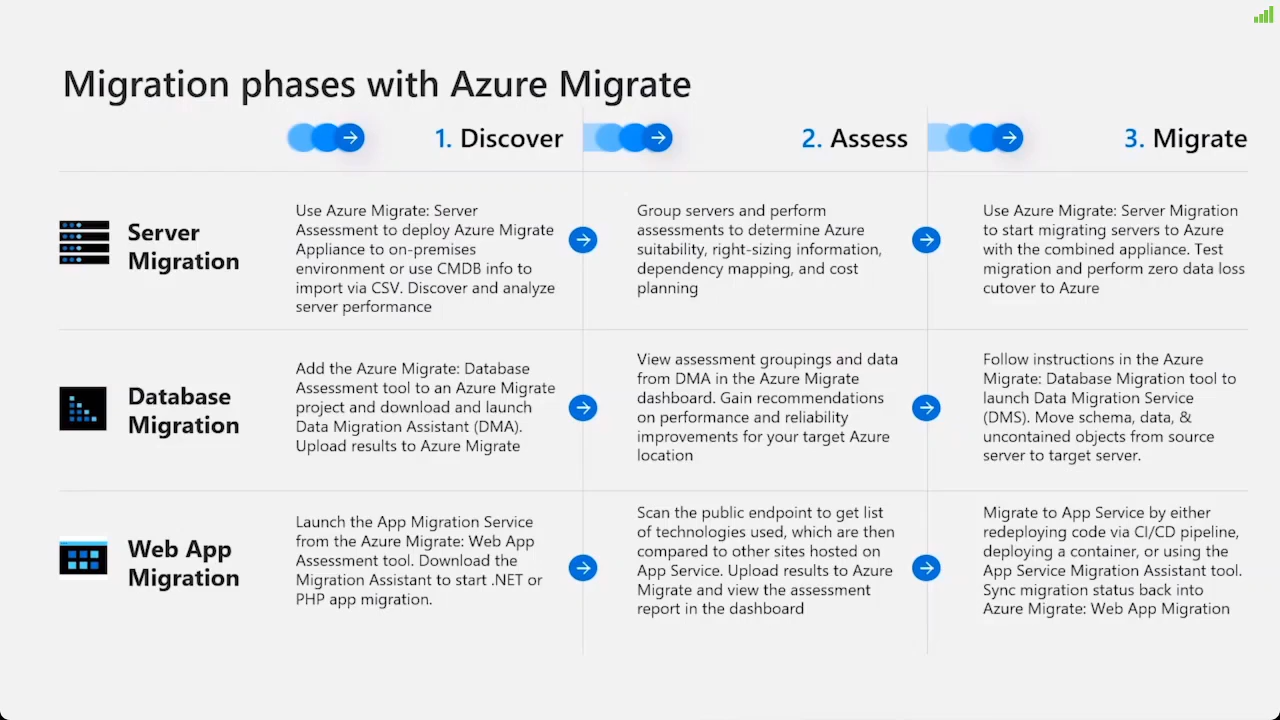 Migration phases with Azure Migrate
1. Discover
2. Assess
3. Migrate
Server
Migration
Use Azure Migrate: Server
Assessment to deploy Azure Migrate
Appliance to on-premises
environment or use CMDB info to
import via CSV. Discover and analyze
server performance
Group servers and perform
assessments to determine Azure
suitability, right-sizing information,
dependency mapping, and cost
planning
Use Azure Migrate: Server Migration
to start migrating servers to Azure
with the combined appliance. Test
migration and perform zero data loss
cutover to Azure
Database
Migration
Add the Azure Migrate: Database
Assessment tool to an Azure Migrate
project and download and launch
Data Migration Assistant (DMA).
Upload results to Azure Migrate
View assessment groupings and data
from DMA in the Azure Migrate
dashboard. Gain recommendations
on performance and reliability
improvements for your target Azure
location
Follow instructions in the Azure
Migrate: Database Migration tool to
launch Data Migration Service
(DMS). Move schema, data, &
uncontained objects from source
server to target server.
Web App
Migration
Launch the App Migration Service
from the Azure Migrate: Web App
Assessment tool. Download the
Migration Assistant to start .NET or
PHP app migration.
Scan the public endpoint to get list
of technologies used, which are then
compared to other sites hosted on
App Service. Upload results to Azure
Migrate and view the assessment
report in the dashboard
Migrate to App Service by either
redeploying code via CI/CD pipeline,
deploying a container, or using the
App Service Migration Assistant tool.
Sync migration status back into
Azure Migrate: Web App Migration